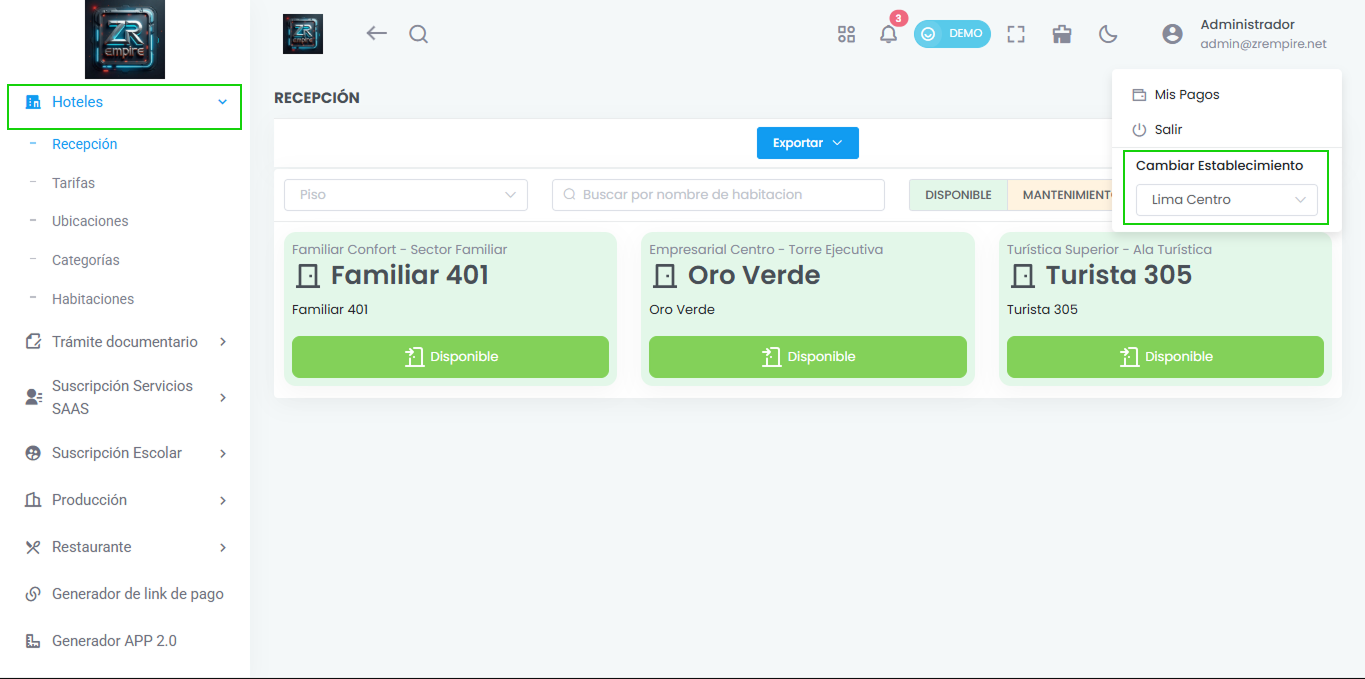 ZR
empire
Hoteles
Recepción
Tarifas
Ubicaciones
Categorías
Habitaciones
Trámite documentario
Suscripción Servicios
SAAS
Suscripción Escolar
Producción
Restaurante
Generador de link de pago
Generador APP 2.0
ZR
empire
3
DEMO
Administrador
admin@zrempire.net
Mis Pagos
Salir
Cambiar Establecimiento
Lima Centro
RECEPCIÓN
Exportar
Piso
Buscar por nombre de habitacion
DISPONIBLE
MANTENIMIENTO
Familiar Confort - Sector Familiar
Familiar 401
Familiar 401
Disponible
Empresarial Centro - Torre Ejecutiva
Oro Verde
Oro Verde
Disponible
Turística Superior - Ala Turística
Turista 305
Turista 305
Disponible